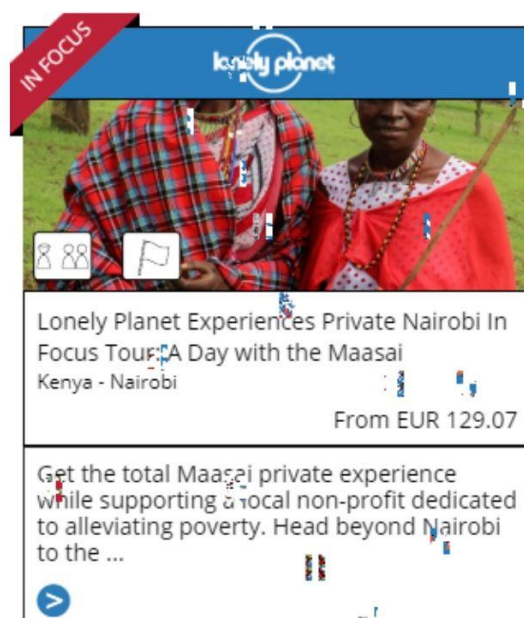 IN FOCUS
lonely planet
Lonely Planet Experiences Private Nairobi In
Focus Tour: A Day with the Maasai
Kenya - Nairobi
From EUR 129.07
Get the total Maasai private experience
while supporting a local non-profit dedicated
to alleviating poverty. Head beyond Nairobi
to the ...